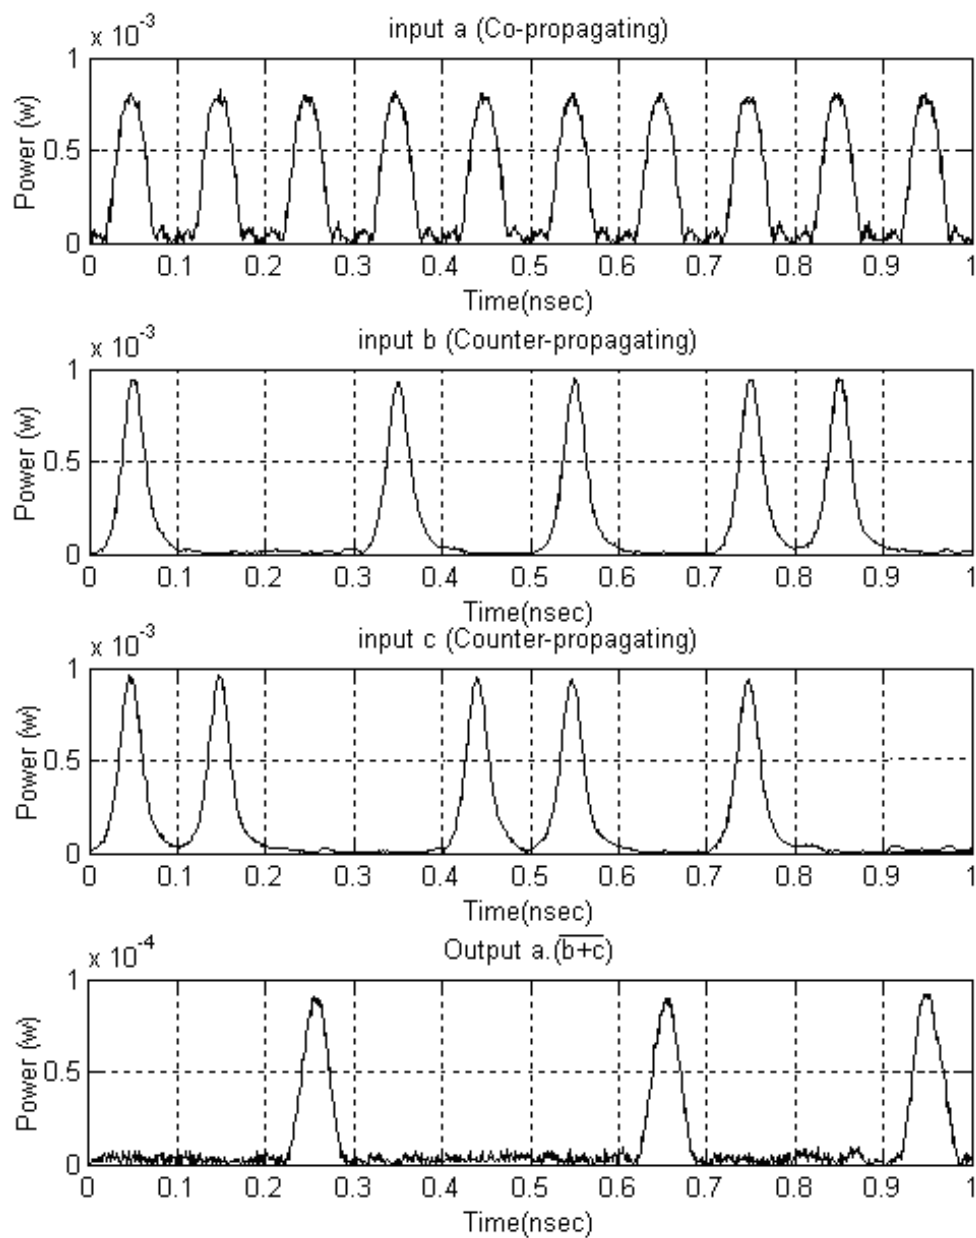 x 10^-3
input a (Co-propagating)
1
0.5
0
Power (w)
0 0.1 0.2 0.3 0.4 0.5 0.6 0.7 0.8 0.9 1
Time(nsec)
x 10^-3
input b (Counter-propagating)
1
0.5
0
Power (w)
0 0.1 0.2 0.3 0.4 0.5 0.6 0.7 0.8 0.9 1
Time(nsec)
x 10^-3
input c (Counter-propagating)
1
0.5
0
Power (w)
0 0.1 0.2 0.3 0.4 0.5 0.6 0.7 0.8 0.9 1
Time(nsec)
x 10^-4
Output a.(b+c)
1
0.5
0
Power (w)
0 0.1 0.2 0.3 0.4 0.5 0.6 0.7 0.8 0.9 1
Time(nsec)